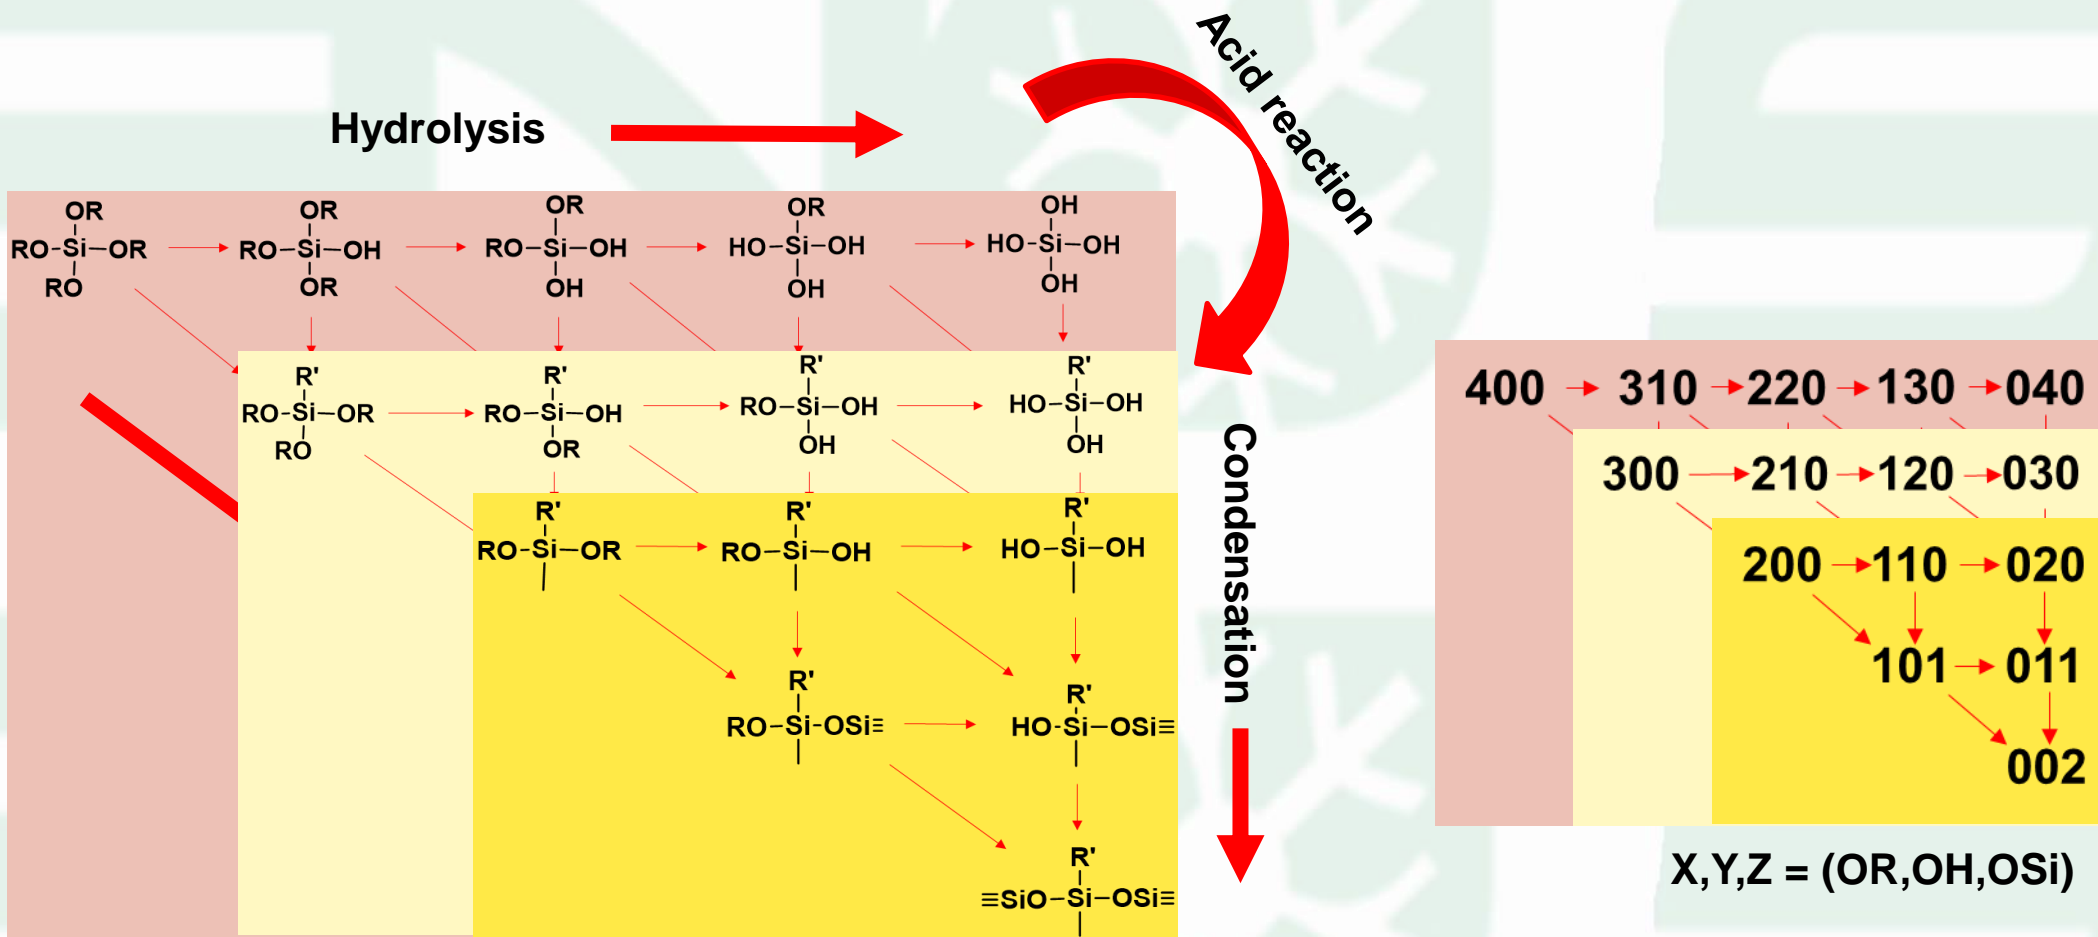 Acid reaction
Hydrolysis
OR OR OR OR OH
RO-Si-OR RO-Si-OH RO-Si-OH HO-Si-OH HO-Si-OH
RO OR OH OH OH
R' R' R' R'
RO-Si-OR RO-Si-OH RO-Si-OH HO-Si-OH
RO OR OH OH
R' R' R'
RO-Si-OR RO-Si-OH HO-Si-OH
R' R'
RO-Si-OSi≡ HO-Si-OSi≡
R'
≡SiO-Si-OSi≡
Condensation
400 → 310 → 220 → 130 → 040
300 → 210 → 120 → 030
200 → 110 → 020
101 → 011
002
X,Y,Z = (OR,OH,OSi)